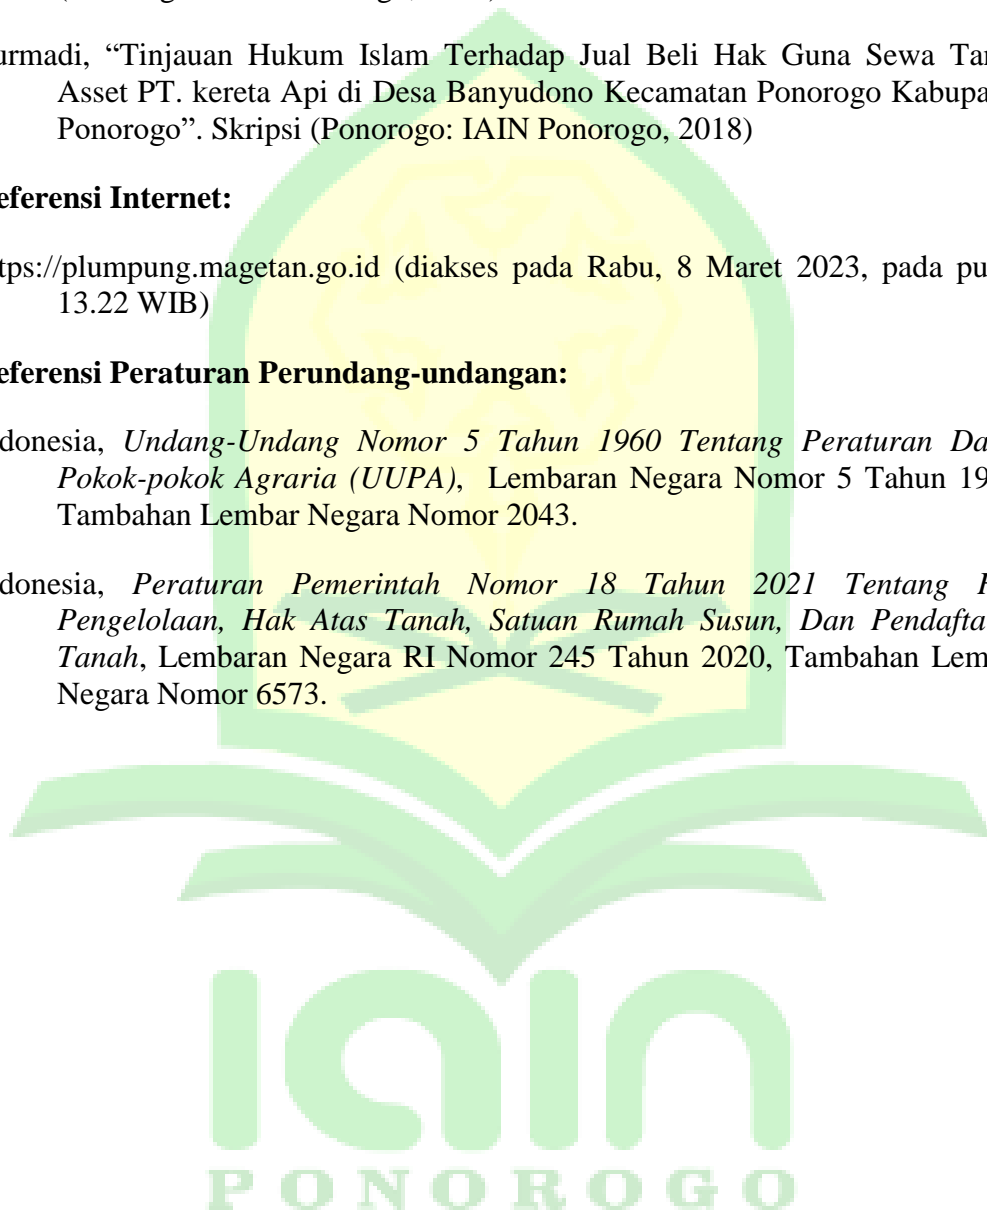 urmadi, “Tinjauan Hukum Islam Terhadap Jual Beli Hak Guna Sewa Tan
Asset PT. kereta Api di Desa Banyudono Kecamatan Ponorogo Kabupa
Ponorogo”. Skripsi (Ponorogo: IAIN Ponorogo, 2018)
eferensi Internet:
tps://plumpung.magetan.go.id (diakses pada Rabu, 8 Maret 2023, pada pu
13.22 WIB)
eferensi Peraturan Perundang-undangan:
donesia, Undang-Undang Nomor 5 Tahun 1960 Tentang Peraturan Da
Pokok-pokok Agraria (UUPA), Lembaran Negara Nomor 5 Tahun 19
Tambahan Lembar Negara Nomor 2043.
donesia, Peraturan Pemerintah Nomor 18 Tahun 2021 Tentang H
Pengelolaan, Hak Atas Tanah, Satuan Rumah Susun, Dan Pendafta
Tanah, Lembaran Negara RI Nomor 245 Tahun 2020, Tambahan Lem
Negara Nomor 6573.
iain
PONOROGO